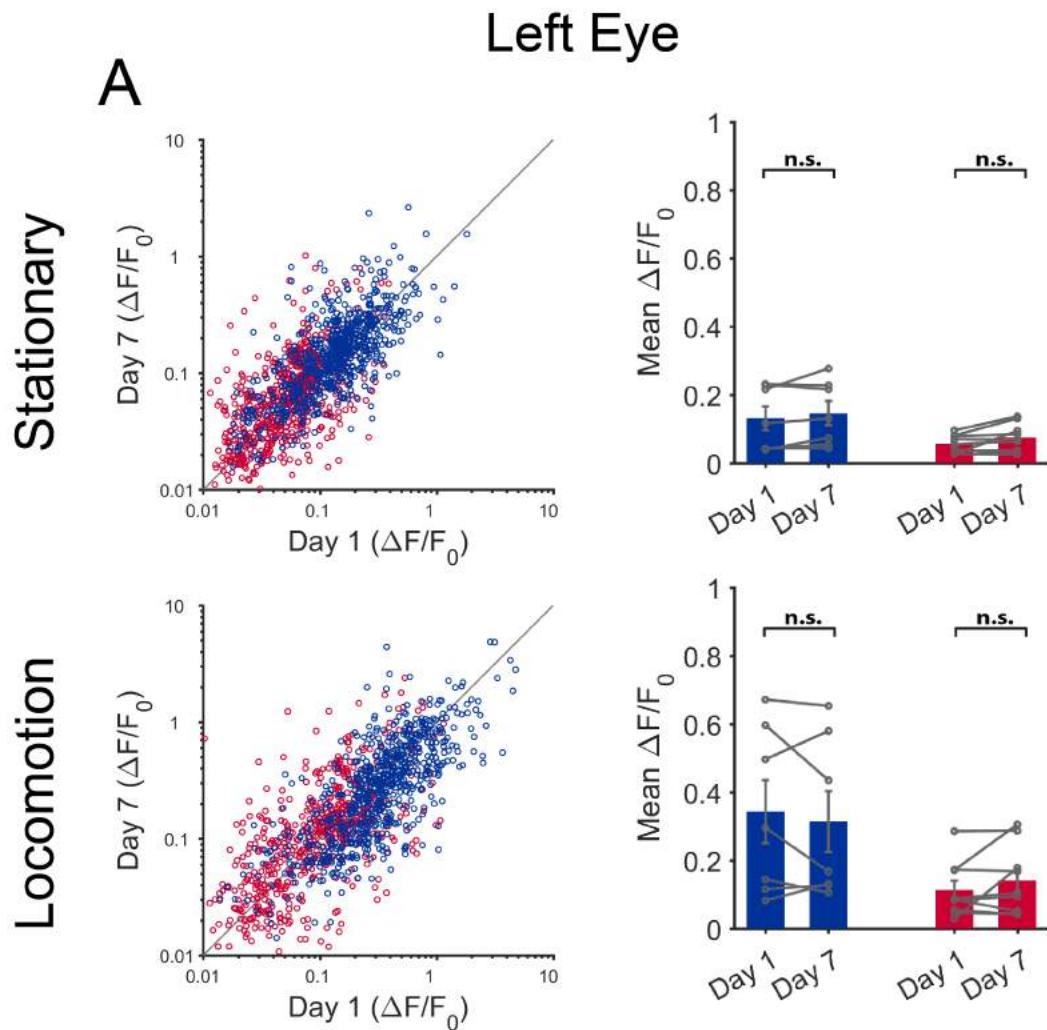 Left Eye
A
Stationary
10
1
0.1
0.01
Day 7 (ΔF/F0)
0.01
0.1
1
10
Day 1 (ΔF/F0)
1
0.8
0.6
0.4
0.2
0
Mean ΔF/F0
n.s.
n.s.
Day 1
Day 7
Day 1
Day 7
Locomotion
10
1
0.1
0.01
Day 7 (ΔF/F0)
0.01
0.1
1
10
Day 1 (ΔF/F0)
1
0.8
0.6
0.4
0.2
0
Mean ΔF/F0
n.s.
n.s.
Day 1
Day 7
Day 1
Day 7